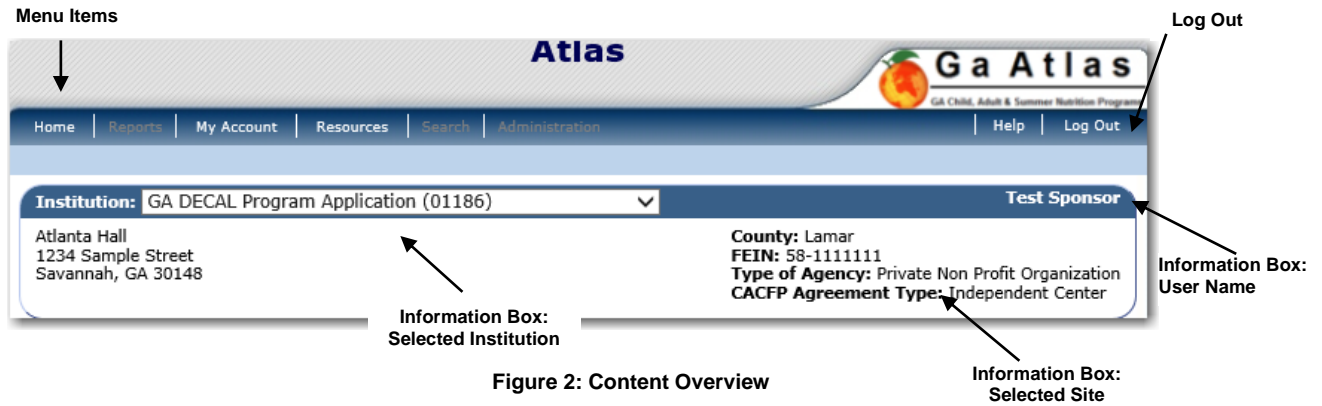 Menu Items
Log Out
Atlas
Ga Atlas
GA Child, Adult & Summer Nutrition Programs
Home | Reports | My Account | Resources | Search | Administration | Help | Log Out
Institution: GA DECAL Program Application (01186) Test Sponsor
Atlanta Hall
1234 Sample Street
Savannah, GA 30148
County: Lamar
FEIN: 58-1111111
Type of Agency: Private Non Profit Organization
CACFP Agreement Type: Independent Center
Information Box:
User Name
Information Box:
Selected Institution
Information Box:
Selected Site
Figure 2: Content Overview